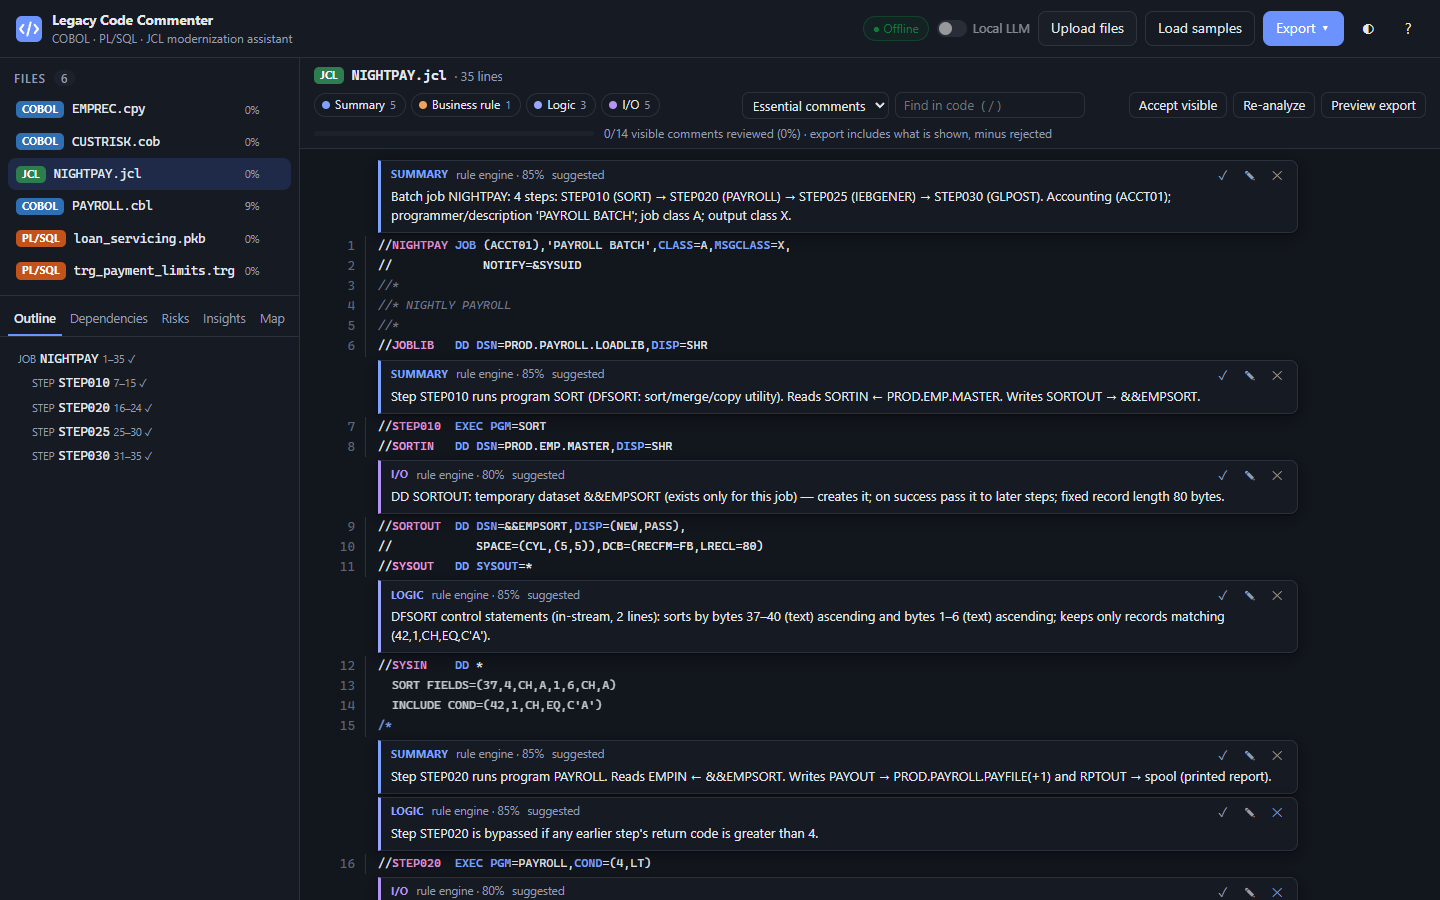 Legacy Code Commenter
COBOL · PL/SQL · JCL modernization assistant
Offline
Local LLM
Upload files
Load samples
Export ▾
?
FILES 6
COBOL EMPREC.cpy 0%
COBOL CUSTRISK.cob 0%
JCL NIGHTPAY.jcl 0%
COBOL PAYROLL.cbl 9%
PL/SQL loan_servicing.pkb 0%
PL/SQL trg_payment_limits.trg 0%
Outline Dependencies Risks Insights Map
JOB NIGHTPAY 1–35 ✓
STEP STEP010 7–15 ✓
STEP STEP020 16–24 ✓
STEP STEP025 25–30 ✓
STEP STEP030 31–35 ✓
JCL NIGHTPAY.jcl · 35 lines
Summary 5 Business rule 1 Logic 3 I/O 5
Essential comments
Find in code ( / )
Accept visible
Re-analyze
Preview export
0/14 visible comments reviewed (0%) · export includes what is shown, minus rejected
SUMMARY rule engine · 85% suggested
Batch job NIGHTPAY: 4 steps: STEP010 (SORT) → STEP020 (PAYROLL) → STEP025 (IEBGENER) → STEP030 (GLPOST). Accounting (ACCT01);
programmer/description 'PAYROLL BATCH'; job class A; output class X.
1 //NIGHTPAY JOB (ACCT01),'PAYROLL BATCH',CLASS=A,MSGCLASS=X,
2 //             NOTIFY=&SYSUID
3 //*
4 //* NIGHTLY PAYROLL
5 //*
6 //JOBLIB   DD DSN=PROD.PAYROLL.LOADLIB,DISP=SHR
SUMMARY rule engine · 85% suggested
Step STEP010 runs program SORT (DFSORT: sort/merge/copy utility). Reads SORTIN ← PROD.EMP.MASTER. Writes SORTOUT → &&EMPSORT.
7 //STEP010  EXEC PGM=SORT
8 //SORTIN   DD DSN=PROD.EMP.MASTER,DISP=SHR
I/O rule engine · 80% suggested
DD SORTOUT: temporary dataset &&EMPSORT (exists only for this job) — creates it; on success pass it to later steps; fixed record length 80 bytes.
9 //SORTOUT  DD DSN=&&EMPSORT,DISP=(NEW,PASS),
10 //            SPACE=(CYL,(5,5)),DCB=(RECFM=FB,LRECL=80)
11 //SYSOUT   DD SYSOUT=*
LOGIC rule engine · 85% suggested
DFSORT control statements (in-stream, 2 lines): sorts by bytes 37–40 (text) ascending and bytes 1–6 (text) ascending; keeps only records matching
(42,1,CH,EQ,C'A').
12 //SYSIN    DD *
13   SORT FIELDS=(37,4,CH,A,1,6,CH,A)
14   INCLUDE COND=(42,1,CH,EQ,C'A')
15 /*
SUMMARY rule engine · 85% suggested
Step STEP020 runs program PAYROLL. Reads EMPIN ← &&EMPSORT. Writes PAYOUT → PROD.PAYROLL.PAYFILE(+1) and RPTOUT → spool (printed report).
LOGIC rule engine · 85% suggested
Step STEP020 is bypassed if any earlier step's return code is greater than 4.
16 //STEP020  EXEC PGM=PAYROLL,COND=(4,LT)
I/O rule engine · 80% suggested